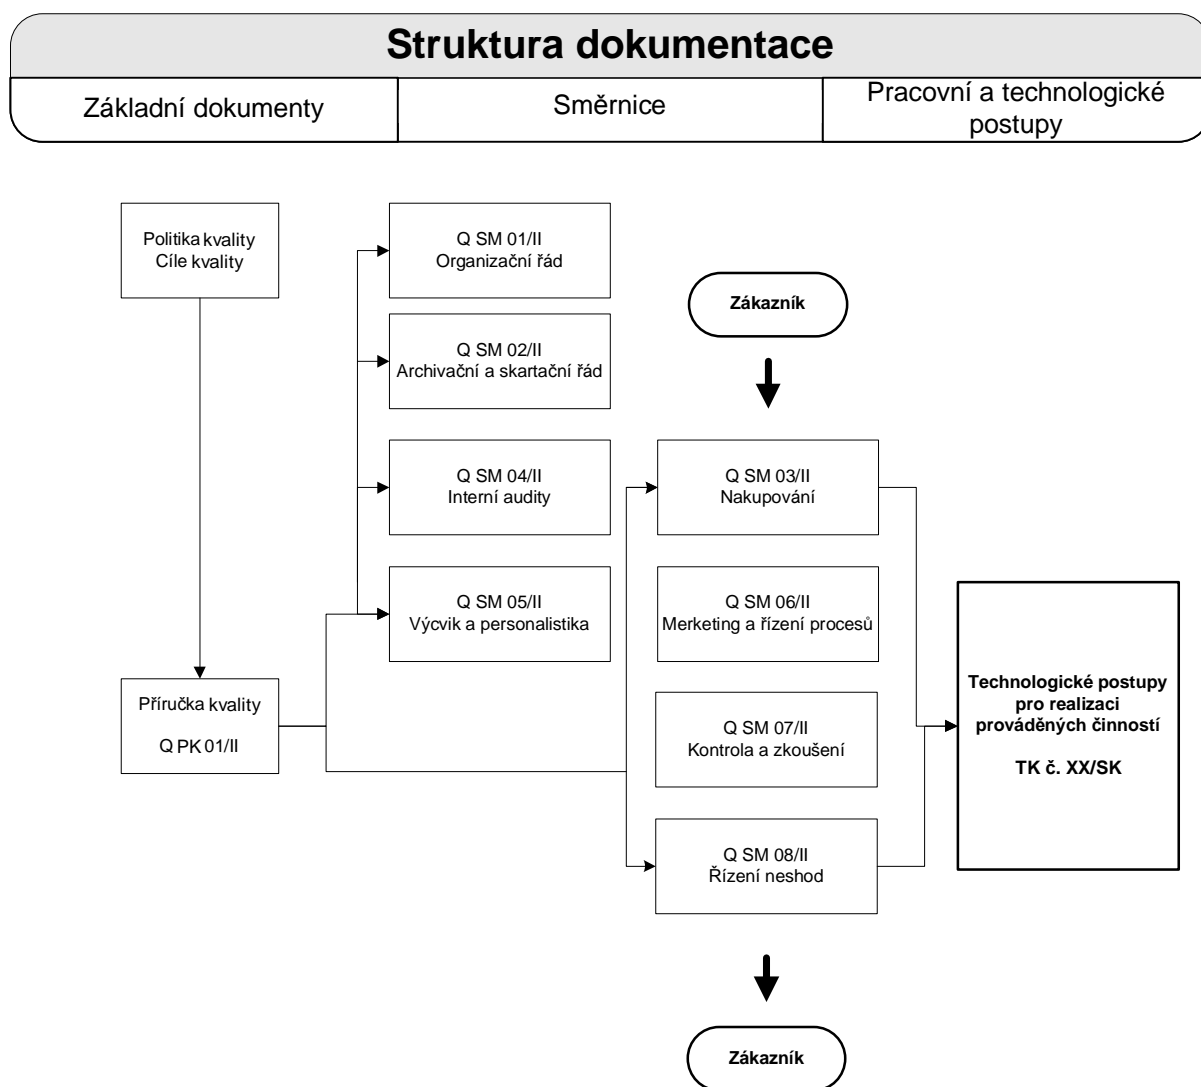 Struktura dokumentace
Základní dokumenty
Směrnice
Pracovní a technologické
postupy
Politika kvality
Cíle kvality
Q SM 01/II
Organizační řád
Zákazník
Q SM 02/II
Archivační a skartační řád
Q SM 04/II
Interní audity
Q SM 03/II
Nakupování
Q SM 05/II
Výcvik a personalistika
Q SM 06/II
Merketing a řízení procesů
Příručka kvality
Q PK 01/II
Q SM 07/II
Kontrola a zkoušení
Technologické postupy
pro realizaci
prováděných činností
TK č. XX/SK
Q SM 08/II
Řízení neshod
Zákazník